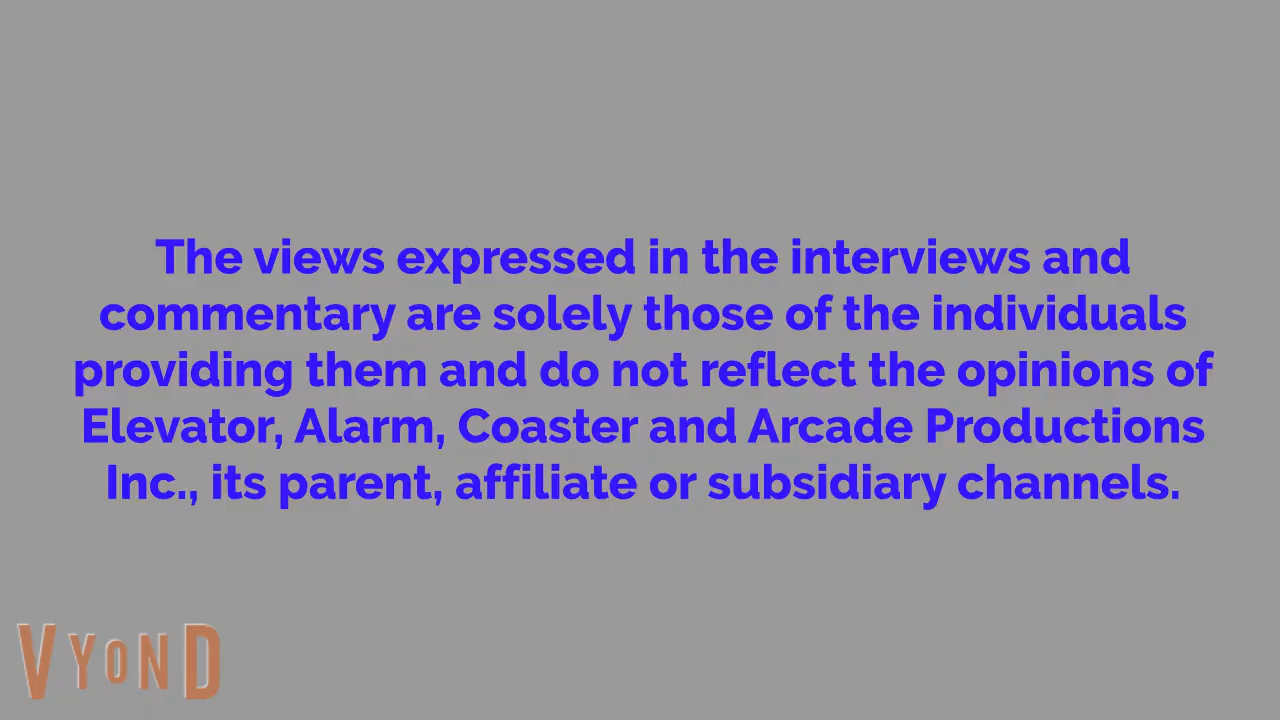 The views expressed in the interviews and
commentary are solely those of the individuals
providing them and do not reflect the opinions of
Elevator, Alarm, Coaster and Arcade Productions
Inc., its parent, affiliate or subsidiary channels.
VYOND